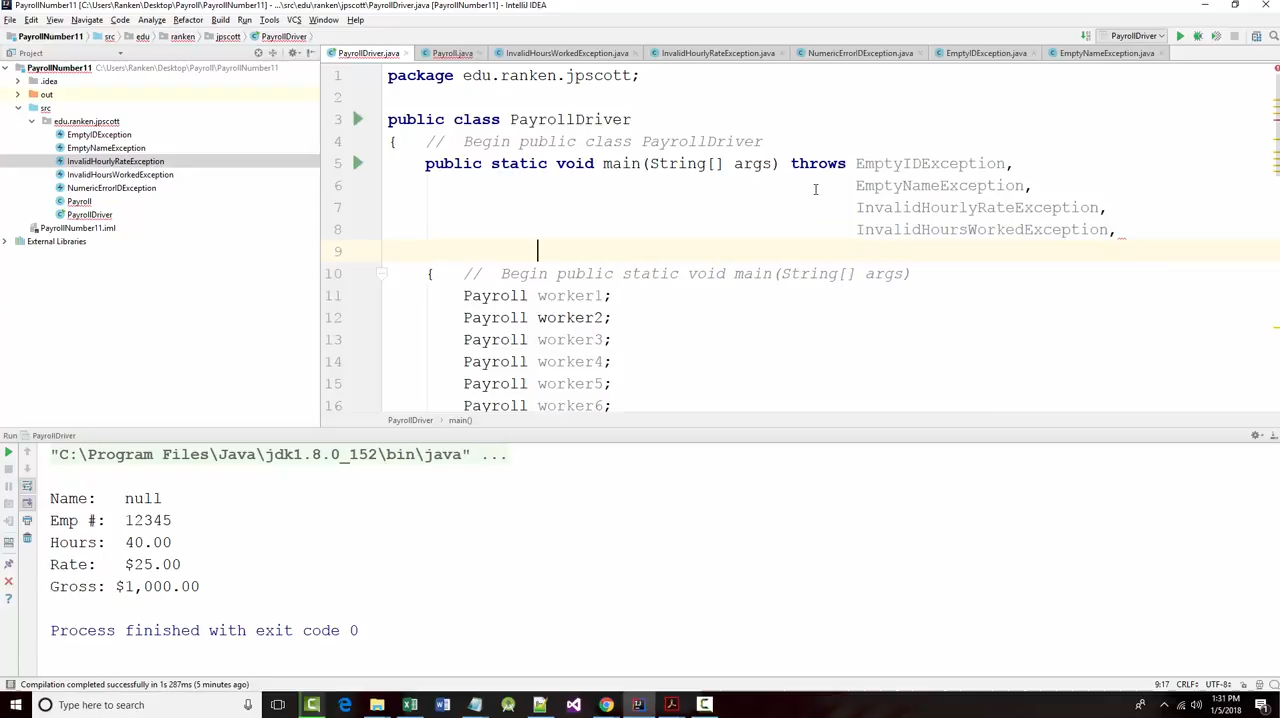 PayrollNumber11 [C:\Users\Ranken\Desktop\Payroll\PayrollNumber11] - ...\src\edu\ranken\jpscott\PayrollDriver.java [PayrollNumber11] - IntelliJ IDEA
File Edit View Navigate Code Analyze Refactor Build Run Tools VCS Window Help
PayrollNumber11 src edu ranken jpscott PayrollDriver PayrollDriver
Project PayrollDriver.java Payroll.java InvalidHoursWorkedException.java InvalidHourlyRateException.java NumericErrorIDException.java EmptyIDException.java EmptyNameException.java
PayrollNumber11 C:\Users\Ranken\Desktop\Payroll\PayrollNumber11
.idea
out
src
edu.ranken.jpscott
EmptyIDException
EmptyNameException
InvalidHourlyRateException
InvalidHoursWorkedException
NumericErrorIDException
Payroll
PayrollDriver
PayrollNumber11.iml
External Libraries
1 package edu.ranken.jpscott;
2
3 public class PayrollDriver
4 { // Begin public class PayrollDriver
5 public static void main(String[] args) throws EmptyIDException,
6 EmptyNameException,
7 InvalidHourlyRateException,
8 InvalidHoursWorkedException,
9
10 { // Begin public static void main(String[] args)
11 Payroll worker1;
12 Payroll worker2;
13 Payroll worker3;
14 Payroll worker4;
15 Payroll worker5;
16 Payroll worker6;
PayrollDriver main()
Run PayrollDriver
"C:\Program Files\Java\jdk1.8.0_152\bin\java" ...
Name: null
Emp #: 12345
Hours: 40.00
Rate: $25.00
Gross: $1,000.00
Process finished with exit code 0
Compilation completed successfully in 1s 287ms (5 minutes ago) 9:17 CRLF÷ UTF-8÷
Type here to search
1:31 PM
1/5/2018